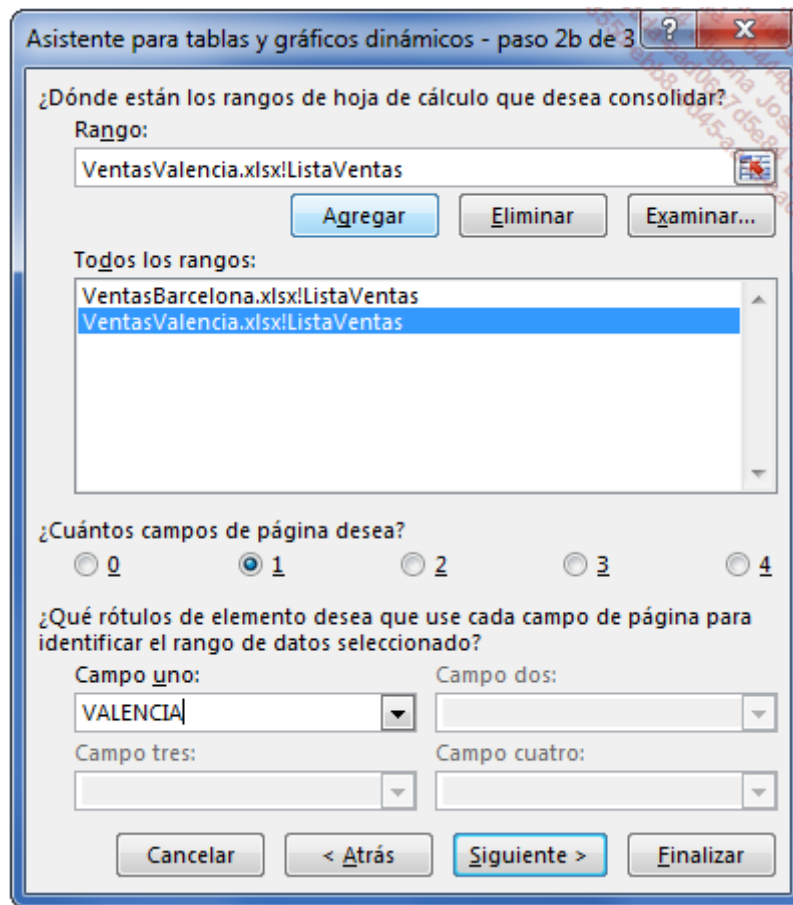 Asistente para tablas y gráficos dinámicos - paso 2b de 3
?
X
¿Dónde están los rangos de hoja de cálculo que desea consolidar?
Rango:
VentasValencia.xlsx!ListaVentas
Agregar Eliminar Examinar...
Todos los rangos:
VentasBarcelona.xlsx!ListaVentas
VentasValencia.xlsx!ListaVentas
¿Cuántos campos de página desea?
0 1 2 3 4
¿Qué rótulos de elemento desea que use cada campo de página para
identificar el rango de datos seleccionado?
Campo uno: Campo dos:
VALENCIA
Campo tres: Campo cuatro:
Cancelar < Atrás Siguiente > Finalizar